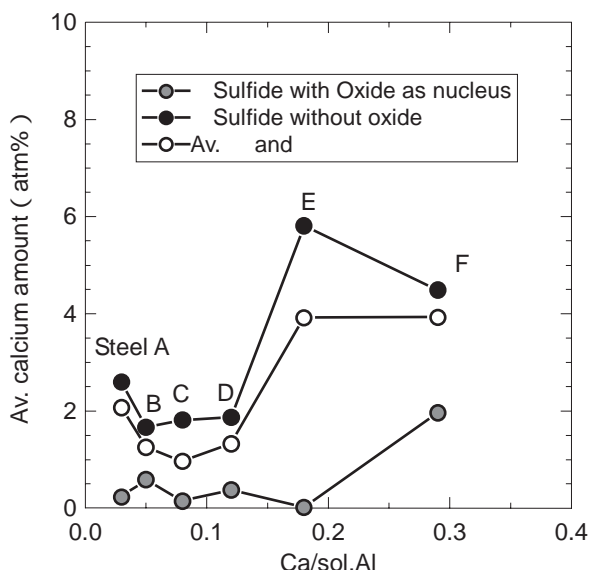 10
8
6
4
2
0
Av. calcium amount ( atm% )
Sulfide with Oxide as nucleus
Sulfide without oxide
Av. and
E
F
Steel A
B
C
D
0.0
0.1
0.2
0.3
0.4
Ca/sol.Al